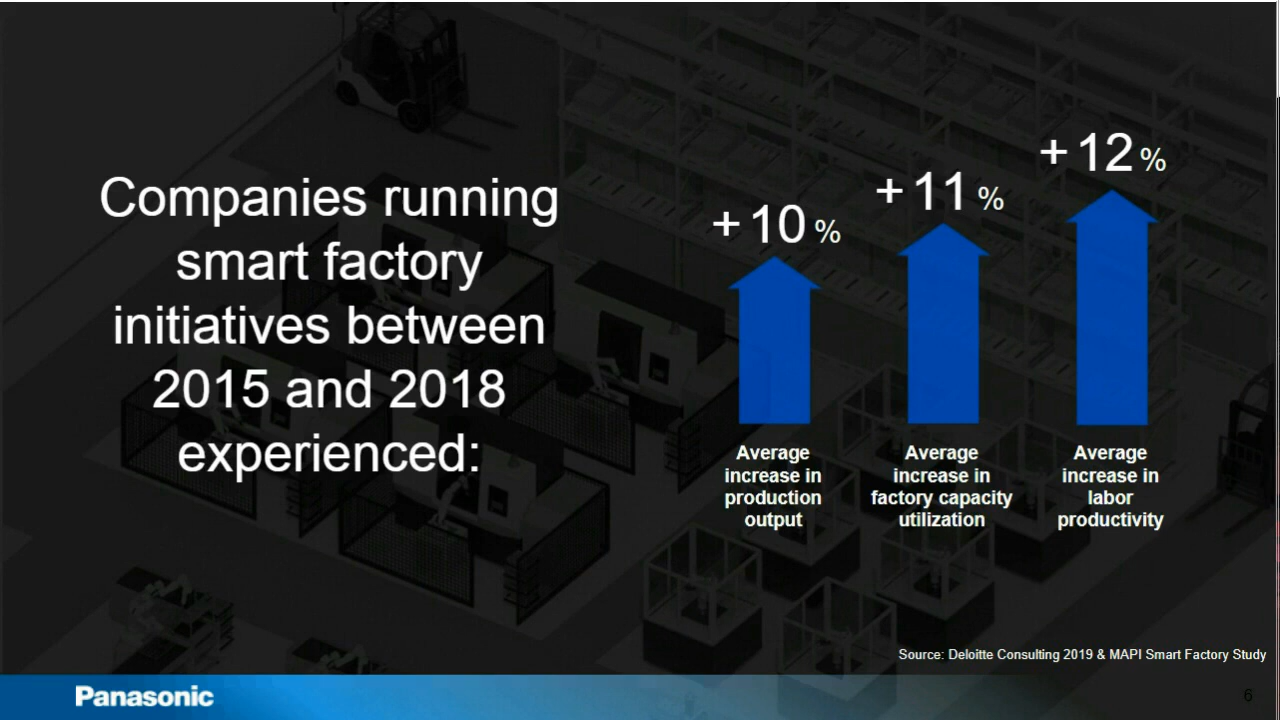 Companies running
smart factory
initiatives between
2015 and 2018
experienced:
+10 %
+11 %
+12 %
Average
increase in
production
output
Average
increase in
factory capacity
utilization
Average
increase in
labor
productivity
Source: Deloitte Consulting 2019 & MAPI Smart Factory Study
Panasonic
6